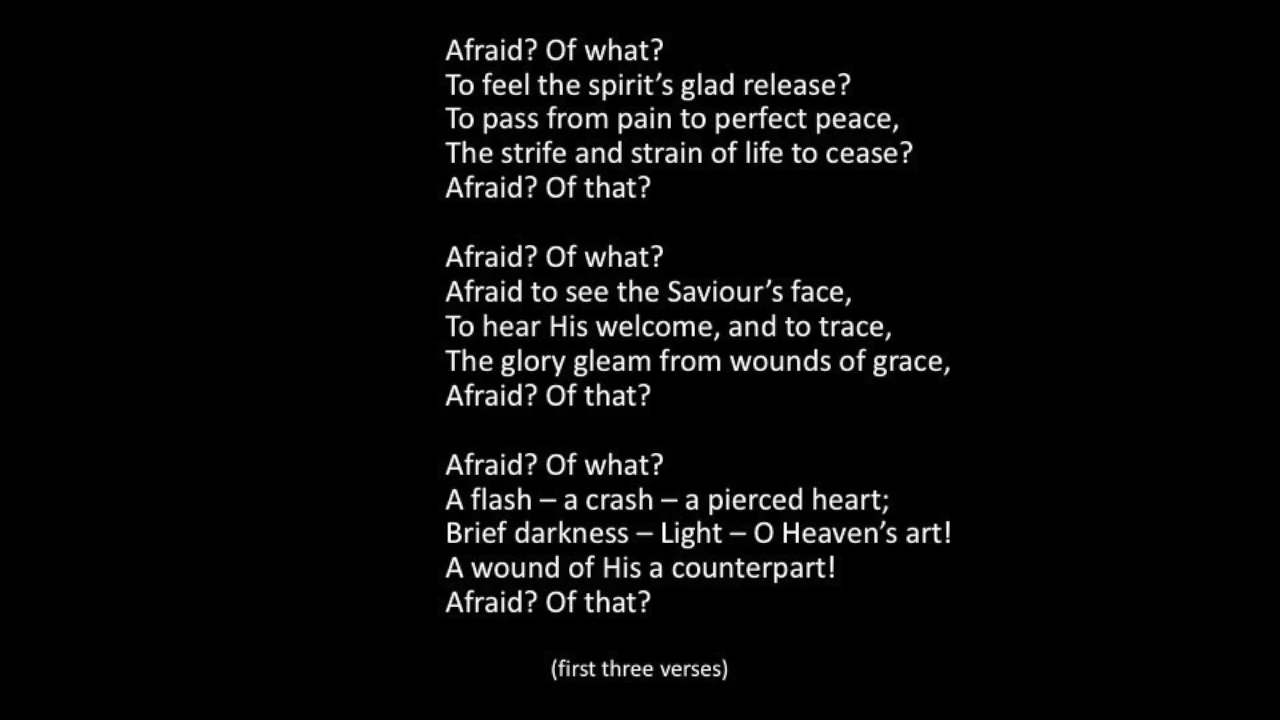 Afraid? Of what?
To feel the spirit’s glad release?
To pass from pain to perfect peace,
The strife and strain of life to cease?
Afraid? Of that?
Afraid? Of what?
Afraid to see the Saviour’s face,
To hear His welcome, and to trace,
The glory gleam from wounds of grace,
Afraid? Of that?
Afraid? Of what?
A flash – a crash – a pierced heart;
Brief darkness – Light – O Heaven’s art!
A wound of His a counterpart!
Afraid? Of that?
(first three verses)